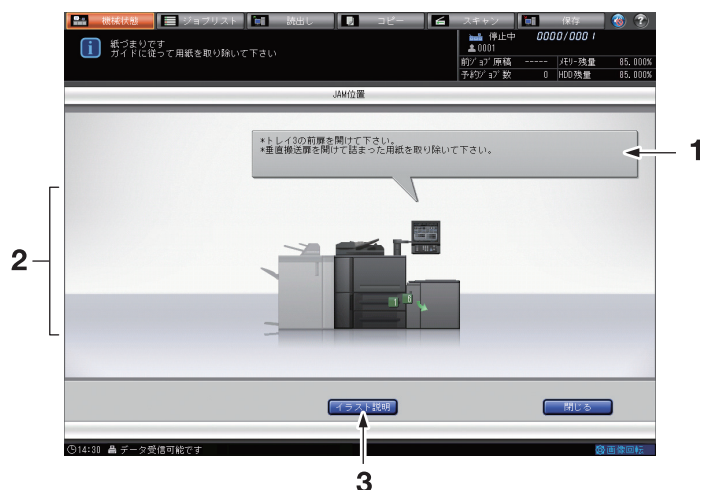 機械状態 ジョブリスト 読出し コピー スキャン 保存
紙づまりです
ガイドに従って用紙を取り除いて下さい
停止中 0000/0001
0001
前ジョブ原稿 ----- メモリー残量 85.000%
予約ジョブ数 0 HDD残量 85.000%
JAM位置
*トレイ3の前扉を開けて下さい。
*垂直搬送扉を開けて詰まった用紙を取り除いて下さい。
1
2
1 6
イラスト説明 閉じる
14:30 データ受信可能です 画像回転
3